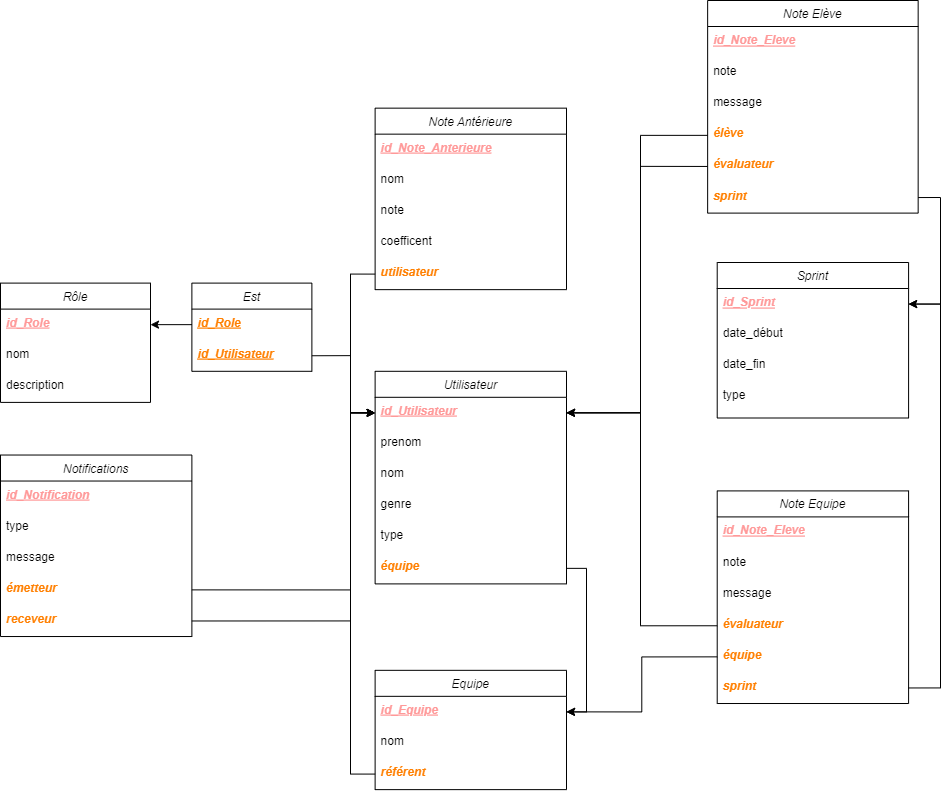 Note Elève
id_Note_Eleve
note
message
élève
évaluateur
sprint
Note Antérieure
id_Note_Anterieure
nom
note
coefficent
utilisateur
Rôle
id_Role
nom
description
Est
id_Role
id_Utilisateur
Sprint
id_Sprint
date_début
date_fin
type
Utilisateur
id_Utilisateur
prenom
nom
genre
type
équipe
Notifications
id_Notification
type
message
émetteur
receveur
Note Equipe
id_Note_Eleve
note
message
évaluateur
équipe
sprint
Equipe
id_Equipe
nom
référent